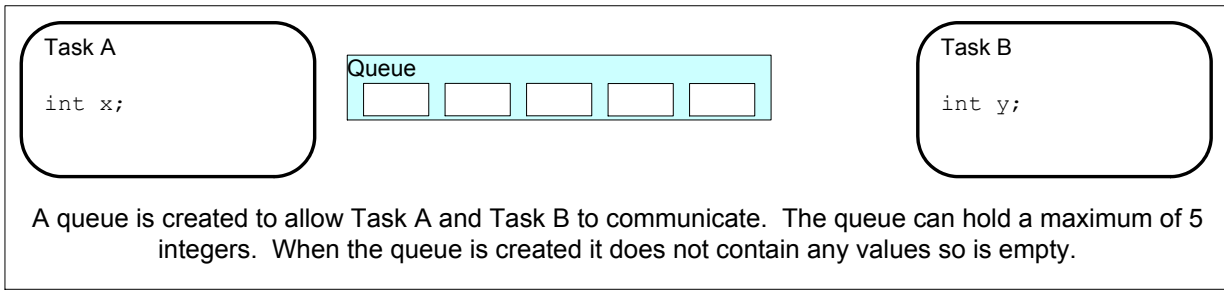 Task A
int x;
Queue
Task B
int y;
A queue is created to allow Task A and Task B to communicate. The queue can hold a maximum of 5
integers. When the queue is created it does not contain any values so is empty.